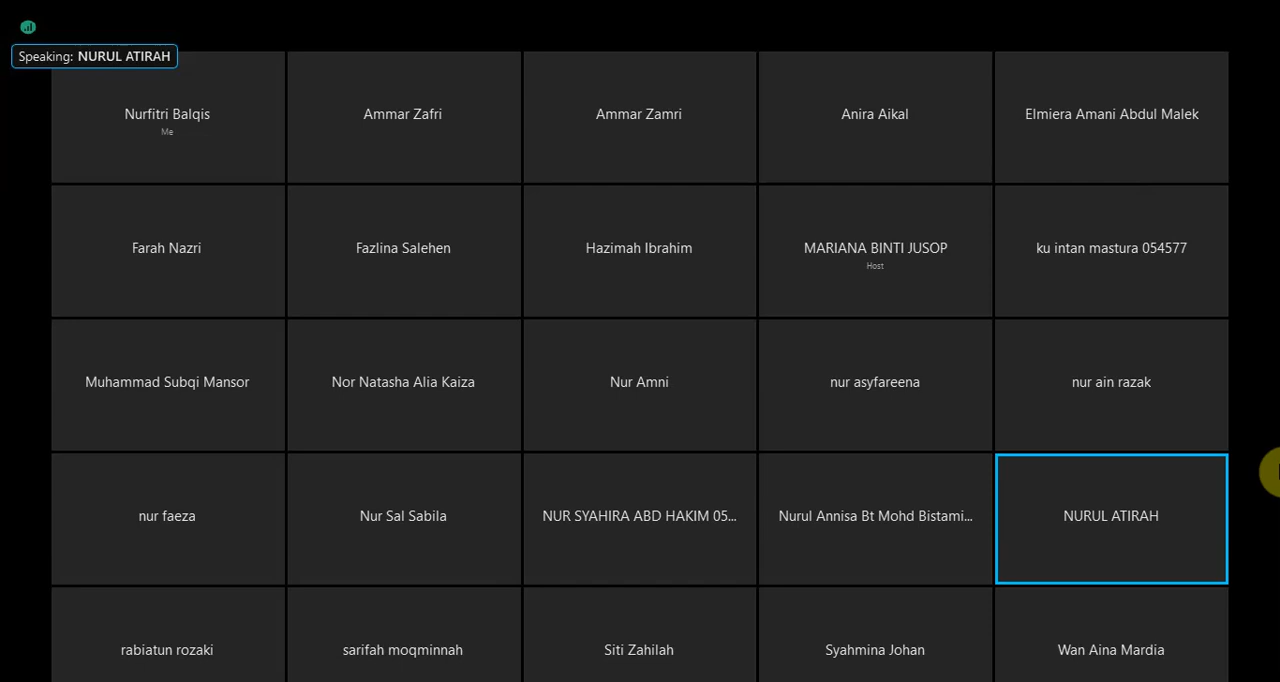 Speaking: NURUL ATIRAH
Nurfitri Balqis
Me
Ammar Zafri
Ammar Zamri
Anira Aikal
Elmiera Amani Abdul Malek
Farah Nazri
Fazlina Salehen
Hazimah Ibrahim
MARIANA BINTI JUSOP
Host
ku intan mastura 054577
Muhammad Subqi Mansor
Nor Natasha Alia Kaiza
Nur Amni
nur asyfareena
nur ain razak
nur faeza
Nur Sal Sabila
NUR SYAHIRA ABD HAKIM 05...
Nurul Annisa Bt Mohd Bistami...
NURUL ATIRAH
rabiatun rozaki
sarifah moqminnah
Siti Zahilah
Syahmina Johan
Wan Aina Mardia